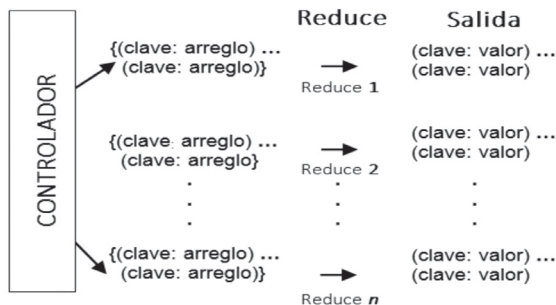 CONTROLADOR
Reduce
Salida
{(clave: arreglo) ...
(clave: arreglo)}
Reduce 1
(clave: valor) ...
(clave: valor)
{(clave: arreglo) ...
(clave: arreglo}
Reduce 2
(clave: valor) ...
(clave: valor)
{(clave: arreglo) ...
(clave: arreglo)}
Reduce n
(clave: valor) ...
(clave: valor)